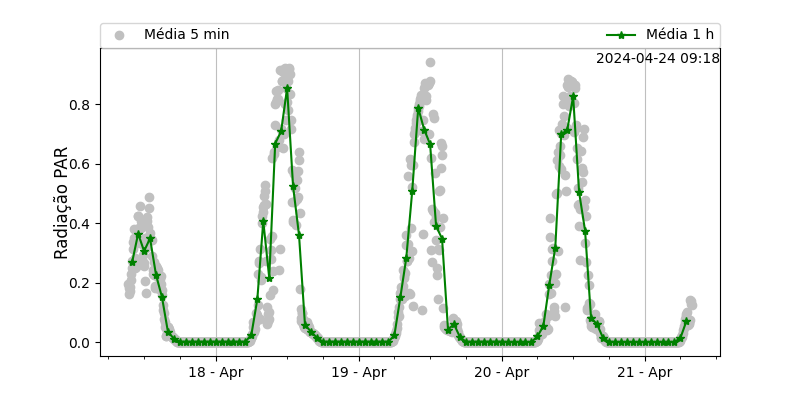 Média 5 min
Média 1 h
2024-04-24 09:18
Radiação PAR
0.8
0.6
0.4
0.2
0.0
18 - Apr
19 - Apr
20 - Apr
21 - Apr